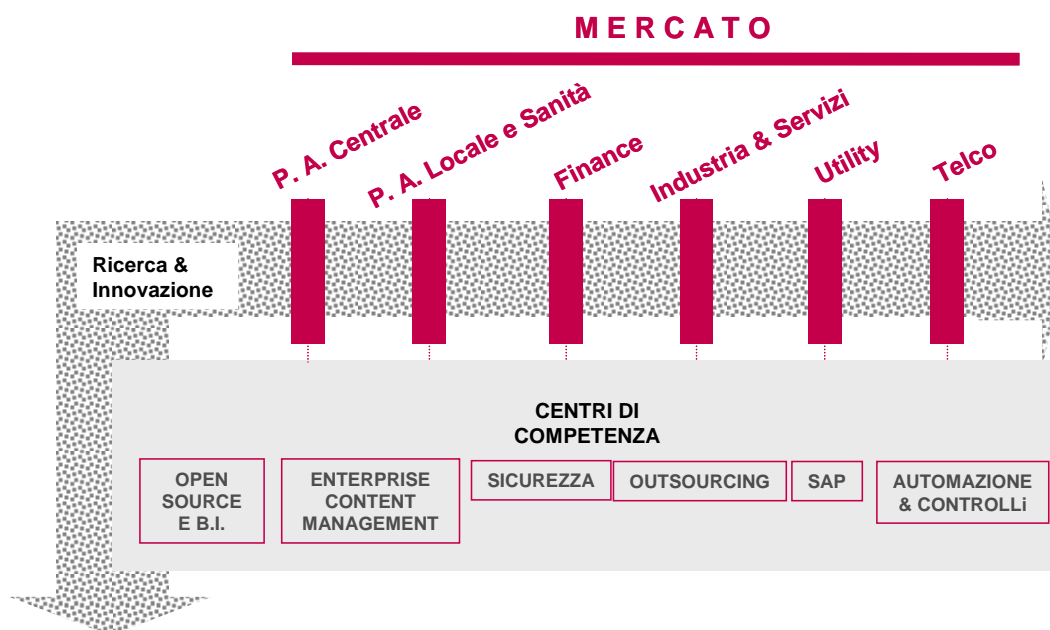 MERCATO
P. A. Centrale
P. A. Locale e Sanità
Finance
Industria & Servizi
Utility
Telco
Ricerca &
Innovazione
CENTRI DI
COMPETENZA
OPEN
SOURCE
E B.I.
ENTERPRISE
CONTENT
MANAGEMENT
SICUREZZA
OUTSOURCING
SAP
AUTOMAZIONE
& CONTROLLi